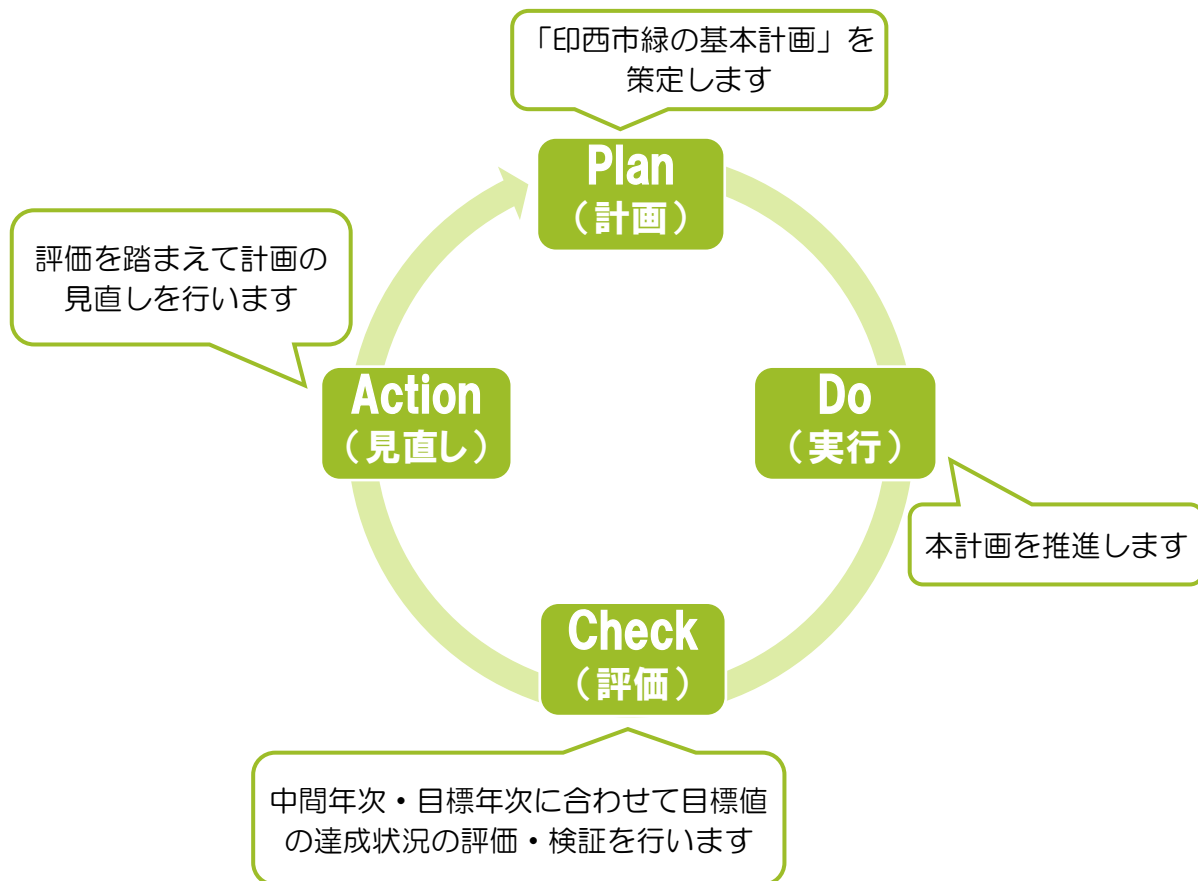 「印西市緑の基本計画」を
策定します
Plan
（計画）
評価を踏まえて計画の
見直しを行います
Action
（見直し）
Do
（実行）
本計画を推進します
Check
（評価）
中間年次・目標年次に合わせて目標値
の達成状況の評価・検証を行います